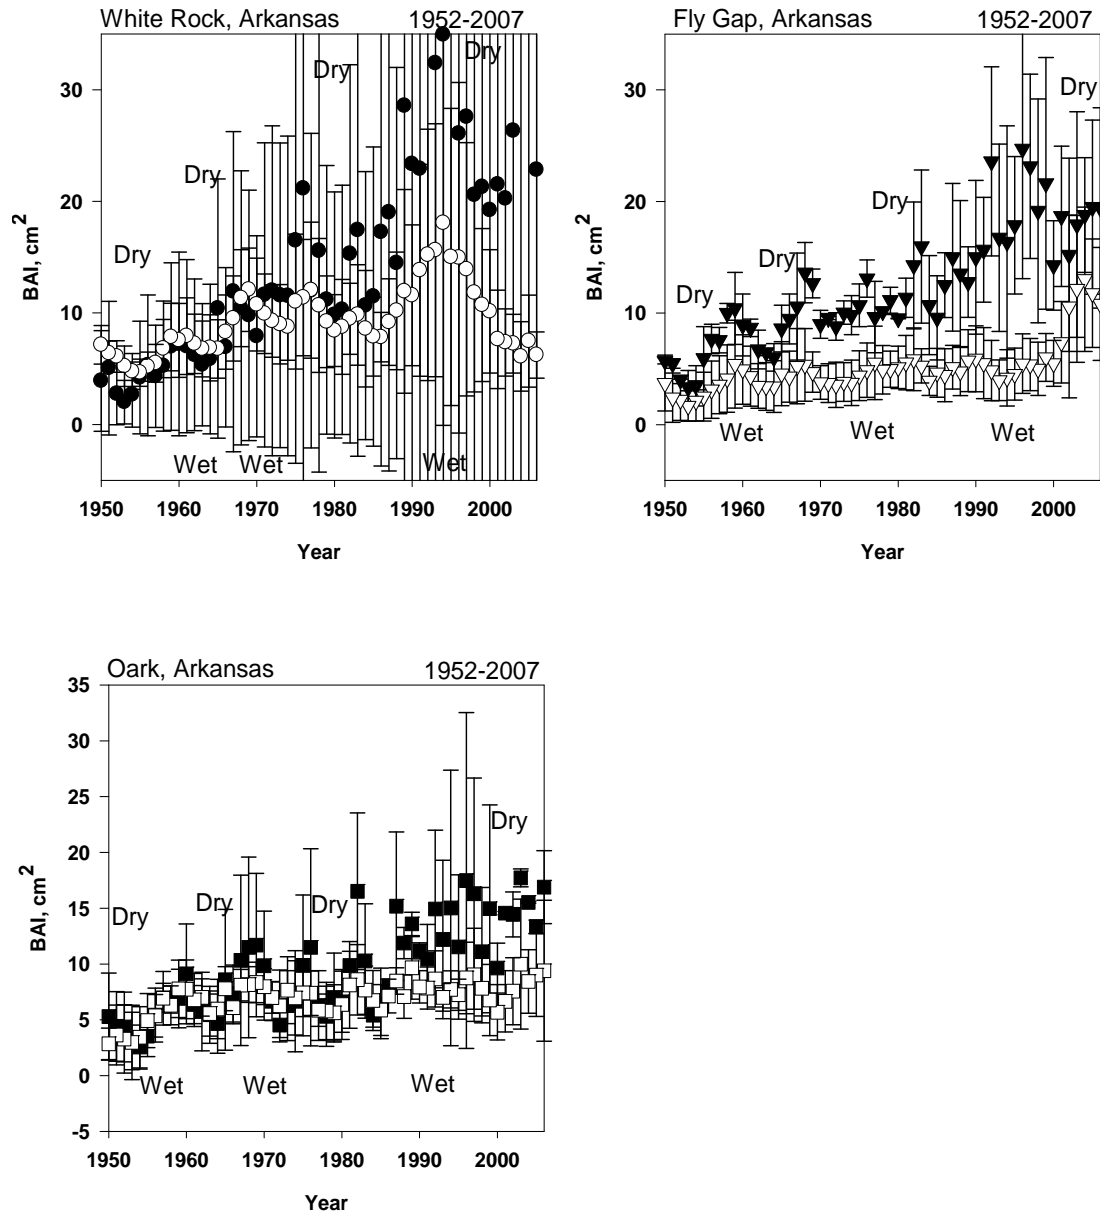 White Rock, Arkansas 1952-2007
Dry
Dry
Dry
Dry
30
20
10
0
BAI, cm2
Wet Wet Wet
1950 1960 1970 1980 1990 2000
Year
Fly Gap, Arkansas 1952-2007
Dry
Dry
Dry
Dry
30
20
10
0
BAI, cm2
Wet Wet Wet
1950 1960 1970 1980 1990 2000
Year
Oark, Arkansas 1952-2007
35
30
25
20
15
10
5
0
-5
BAI, cm2
Dry
Dry Dry
Dry
Wet Wet Wet
1950 1960 1970 1980 1990 2000
Year